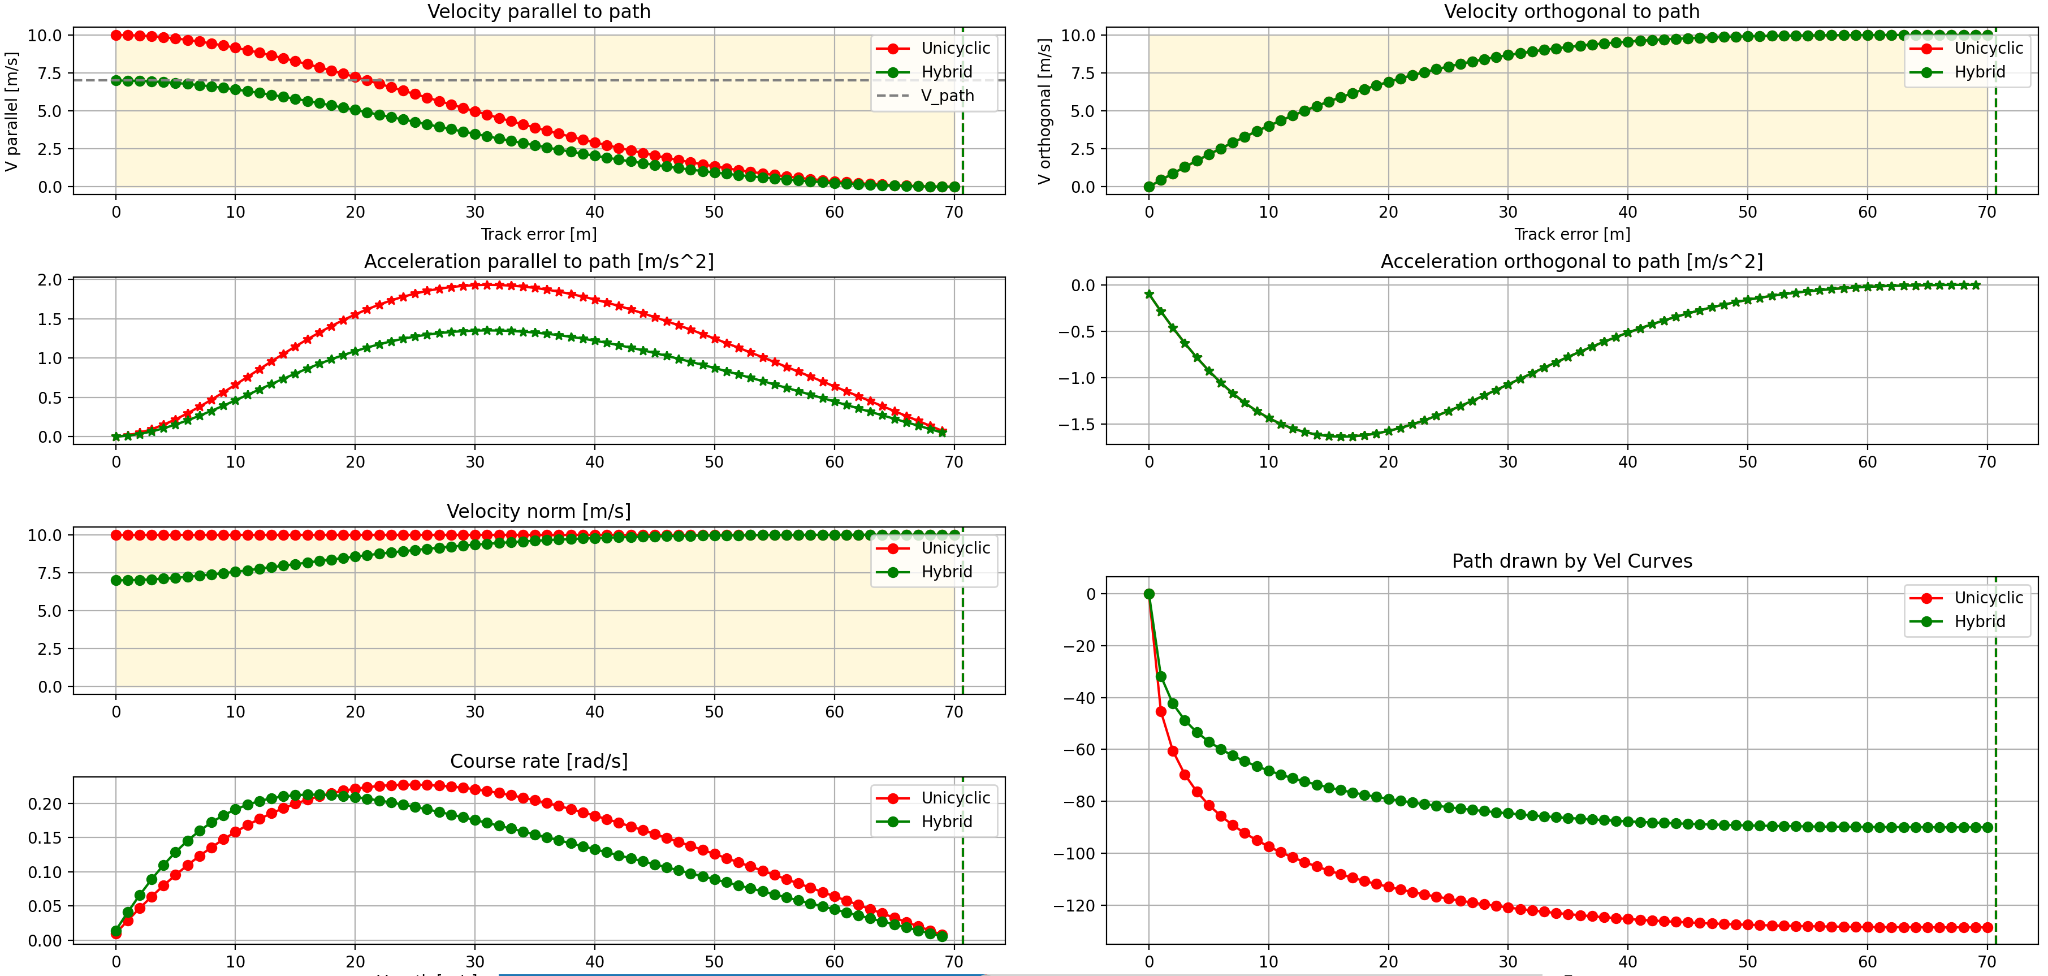 Velocity parallel to path
V parallel [m/s]
10.0
7.5
5.0
2.5
0.0
Unicyclic
Hybrid
V_path
0 10 20 30 40 50 60 70
Track error [m]
Velocity orthogonal to path
V orthogonal [m/s]
10.0
7.5
5.0
2.5
0.0
Unicyclic
Hybrid
0 10 20 30 40 50 60 70
Track error [m]
Acceleration parallel to path [m/s^2]
2.0
1.5
1.0
0.5
0.0
0 10 20 30 40 50 60 70
Acceleration orthogonal to path [m/s^2]
0.0
−0.5
−1.0
−1.5
0 10 20 30 40 50 60 70
Velocity norm [m/s]
10.0
7.5
5.0
2.5
0.0
Unicyclic
Hybrid
0 10 20 30 40 50 60 70
Path drawn by Vel Curves
0
−20
−40
−60
−80
−100
−120
Unicyclic
Hybrid
0 10 20 30 40 50 60 70
Course rate [rad/s]
0.20
0.15
0.10
0.05
0.00
Unicyclic
Hybrid
0 10 20 30 40 50 60 70